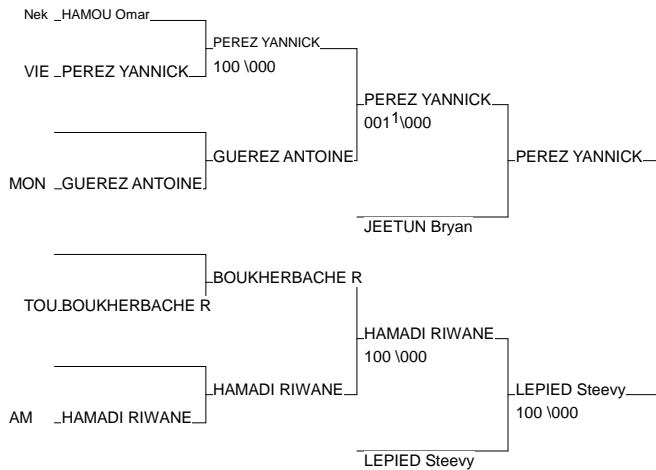 Nek HAMOU Omar
PEREZ YANNICK
100 \000
VIE PEREZ YANNICK
PEREZ YANNICK
001 1\000
GUEREZ ANTOINE
PEREZ YANNICK
MON GUEREZ ANTOINE
JEETUN Bryan
BOUKHERBACHE R
TOU BOUKHERBACHE R
HAMADI RIWANE
100 \000
HAMADI RIWANE
LEPIED Steevy
100 \000
AM HAMADI RIWANE
LEPIED Steevy